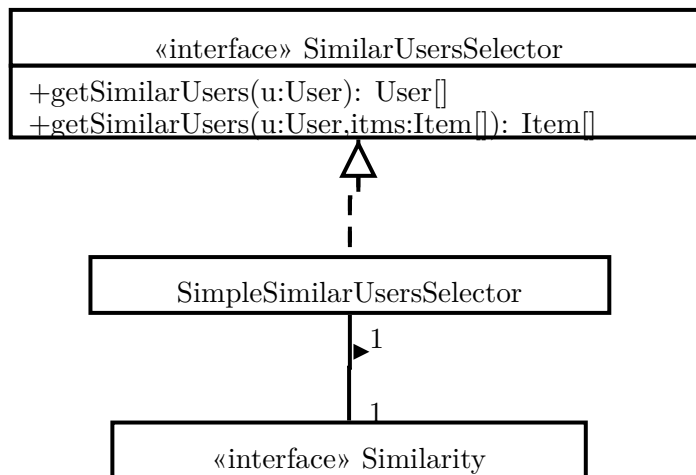 «interface» SimilarUsersSelector
+getSimilarUsers(u:User): User[]
+getSimilarUsers(u:User,itms:Item[]): Item[]
SimpleSimilarUsersSelector
1
1
«interface» Similarity